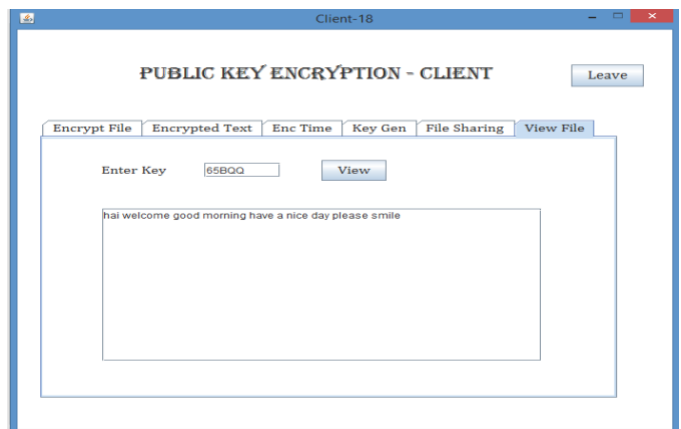 Client-18
PUBLIC KEY ENCRYPTION - CLIENT
Leave
Encrypt File Encrypted Text Enc Time Key Gen File Sharing View File
Enter Key 65BQQ View
hai welcome good morning have a nice day please smile